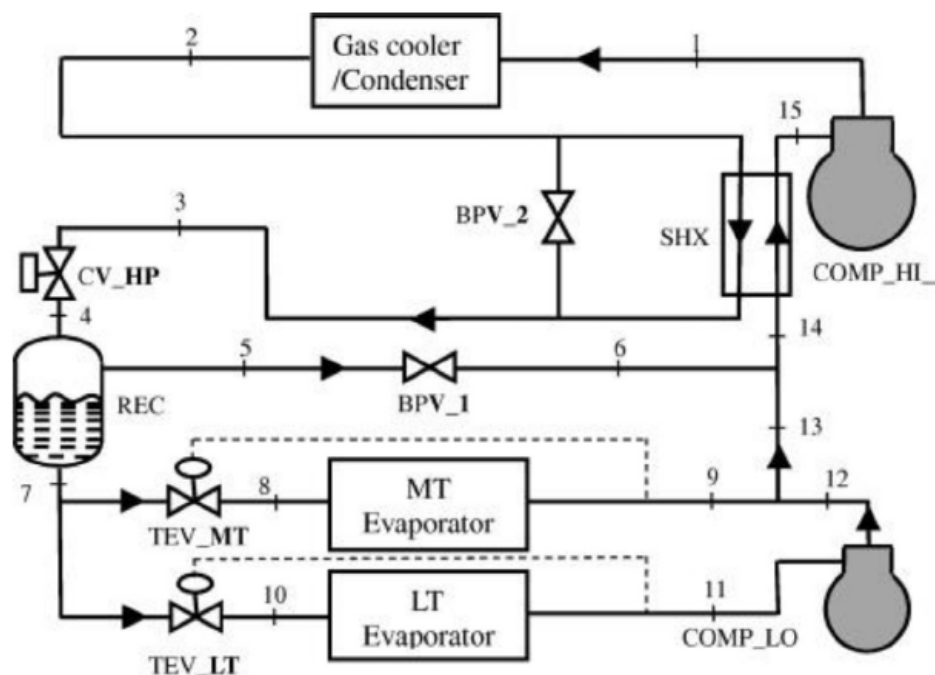 2
Gas cooler
/Condenser
1
15
3
BPV_2
SHX
CV_HP
COMP_HI_
4
14
5
6
REC
BPV_1
13
7
8
MT
Evaporator
9
12
TEV_MT
10
LT
Evaporator
11
COMP_LO
TEV_LT